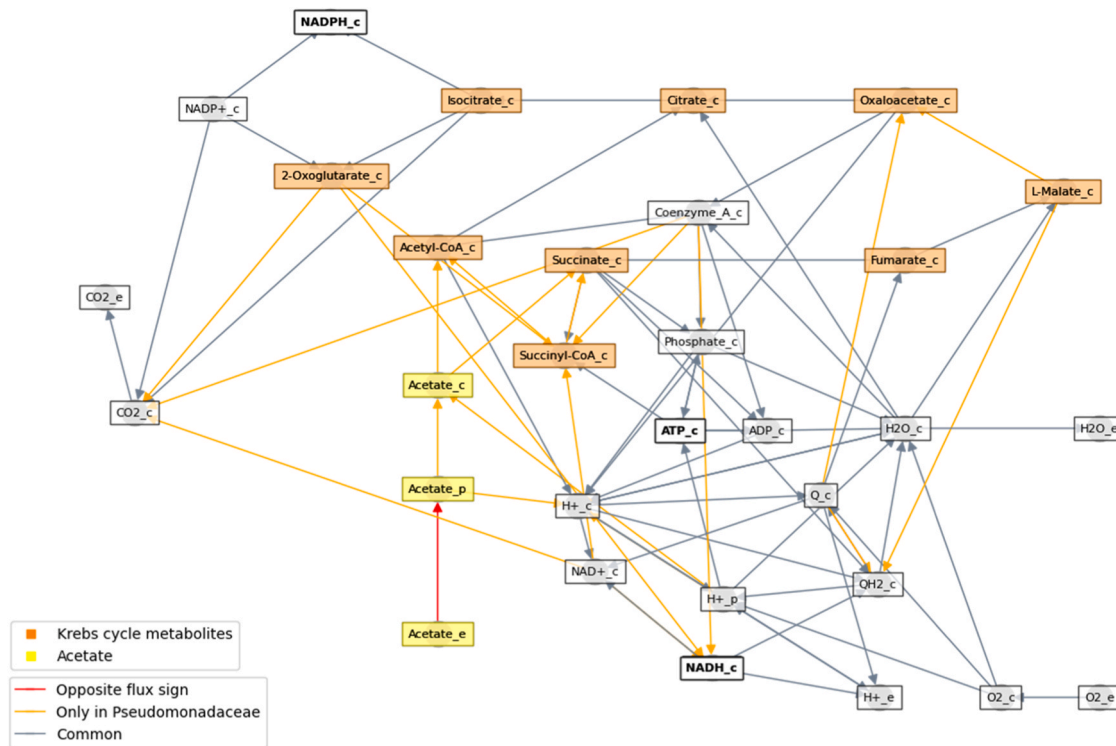 NADPH_c
Isocitrate_c
Citrate_c
Oxaloacetate_c
NADP+_c
2-Oxoglutarate_c
L-Malate_c
Coenzyme_A_c
Acetyl-CoA_c
Succinate_c
Fumarate_c
CO2_e
Phosphate_c
Succinyl-CoA_c
Acetate_c
CO2_c
ATP_c
ADP_c
H2O_c
H2O_e
Acetate_p
H+_c
Q_c
NAD+_c
QH2_c
H+_p
Acetate_e
NADH_c
H+_e
O2_c
O2_e
Krebs cycle metabolites
Acetate
Opposite flux sign
Only in Pseudomonadaceae
Common